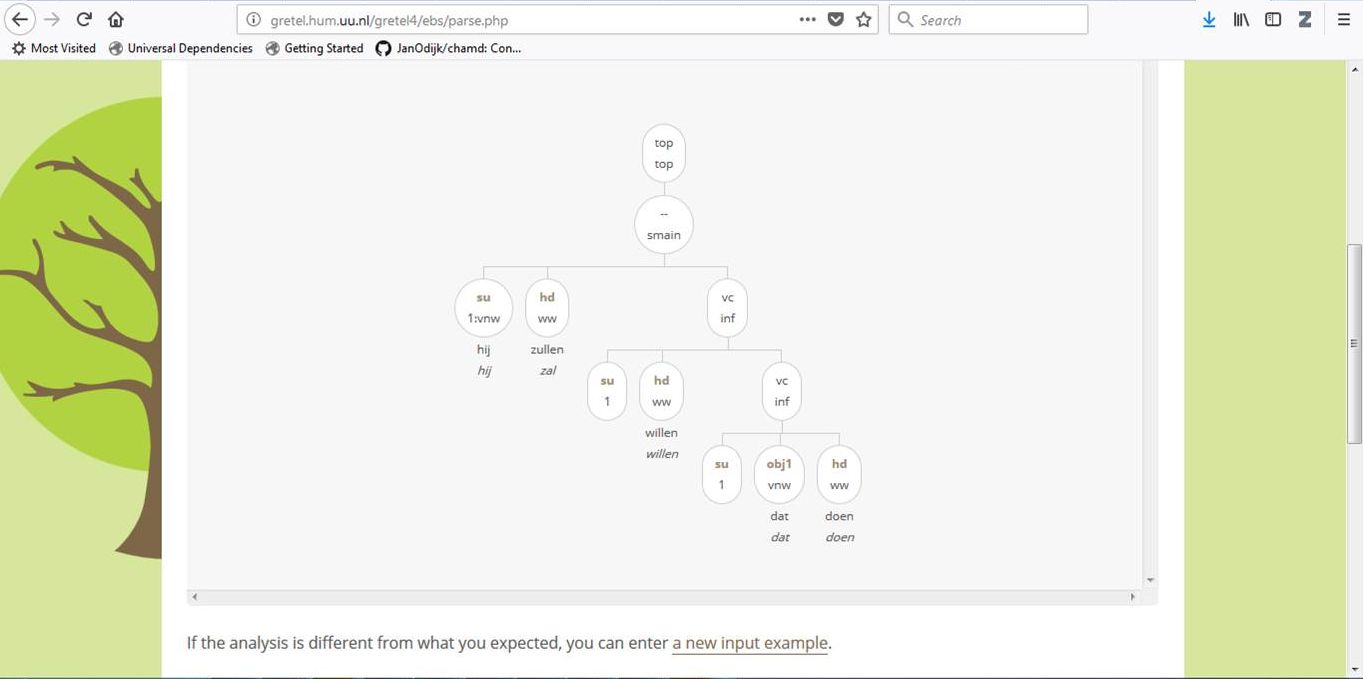 gretel.hum.uu.nl/gretel4/ebs/parse.php
Search
Most Visited Universal Dependencies Getting Started JanOdijk/chamd: Con...
top
top
--
smain
su hd vc
1:vnw ww inf
hij zullen
hij zal
su hd vc
1 ww inf
willen
willen
su obj1 hd
1 vnw ww
dat doen
dat doen
If the analysis is different from what you expected, you can enter a new input example.